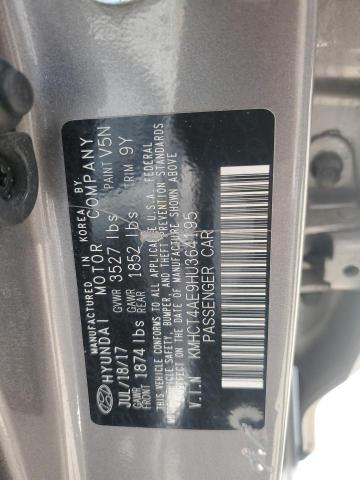 MANUFACTURED IN KOREA BY.
HYUNDAI MOTOR COMPANY
JUL/18/17 GVWR 3527 lbs PAINT V5N
GAWR FRONT 1874 lbs GAWR REAR 1852 lbs TRIM 9Y
THIS VEHICLE CONFORMS TO ALL APPLICABLE U.S.A. FEDERAL
MOTOR VEHICLE SAFETY, BUMPER, AND THEFT PREVENTION
STANDARDS IN EFFECT ON THE DATE OF MANUFACTURE SHOWN ABOVE
V.I.N KMHCT4AE9HU364195
PASSENGER CAR